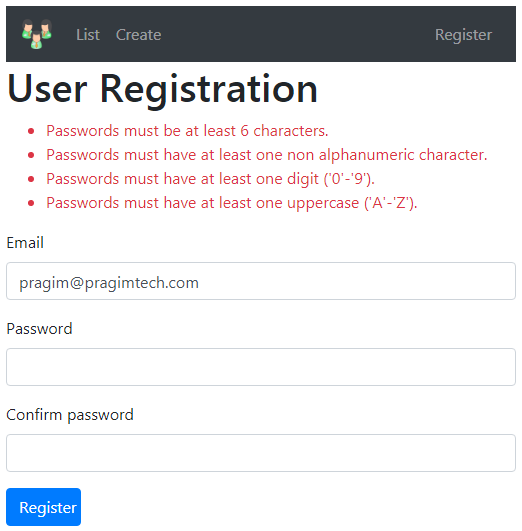 List Create Register
User Registration
Passwords must be at least 6 characters.
Passwords must have at least one non alphanumeric character.
Passwords must have at least one digit ('0'-'9').
Passwords must have at least one uppercase ('A'-'Z').
Email
pragim@pragimtech.com
Password
Confirm password
Register